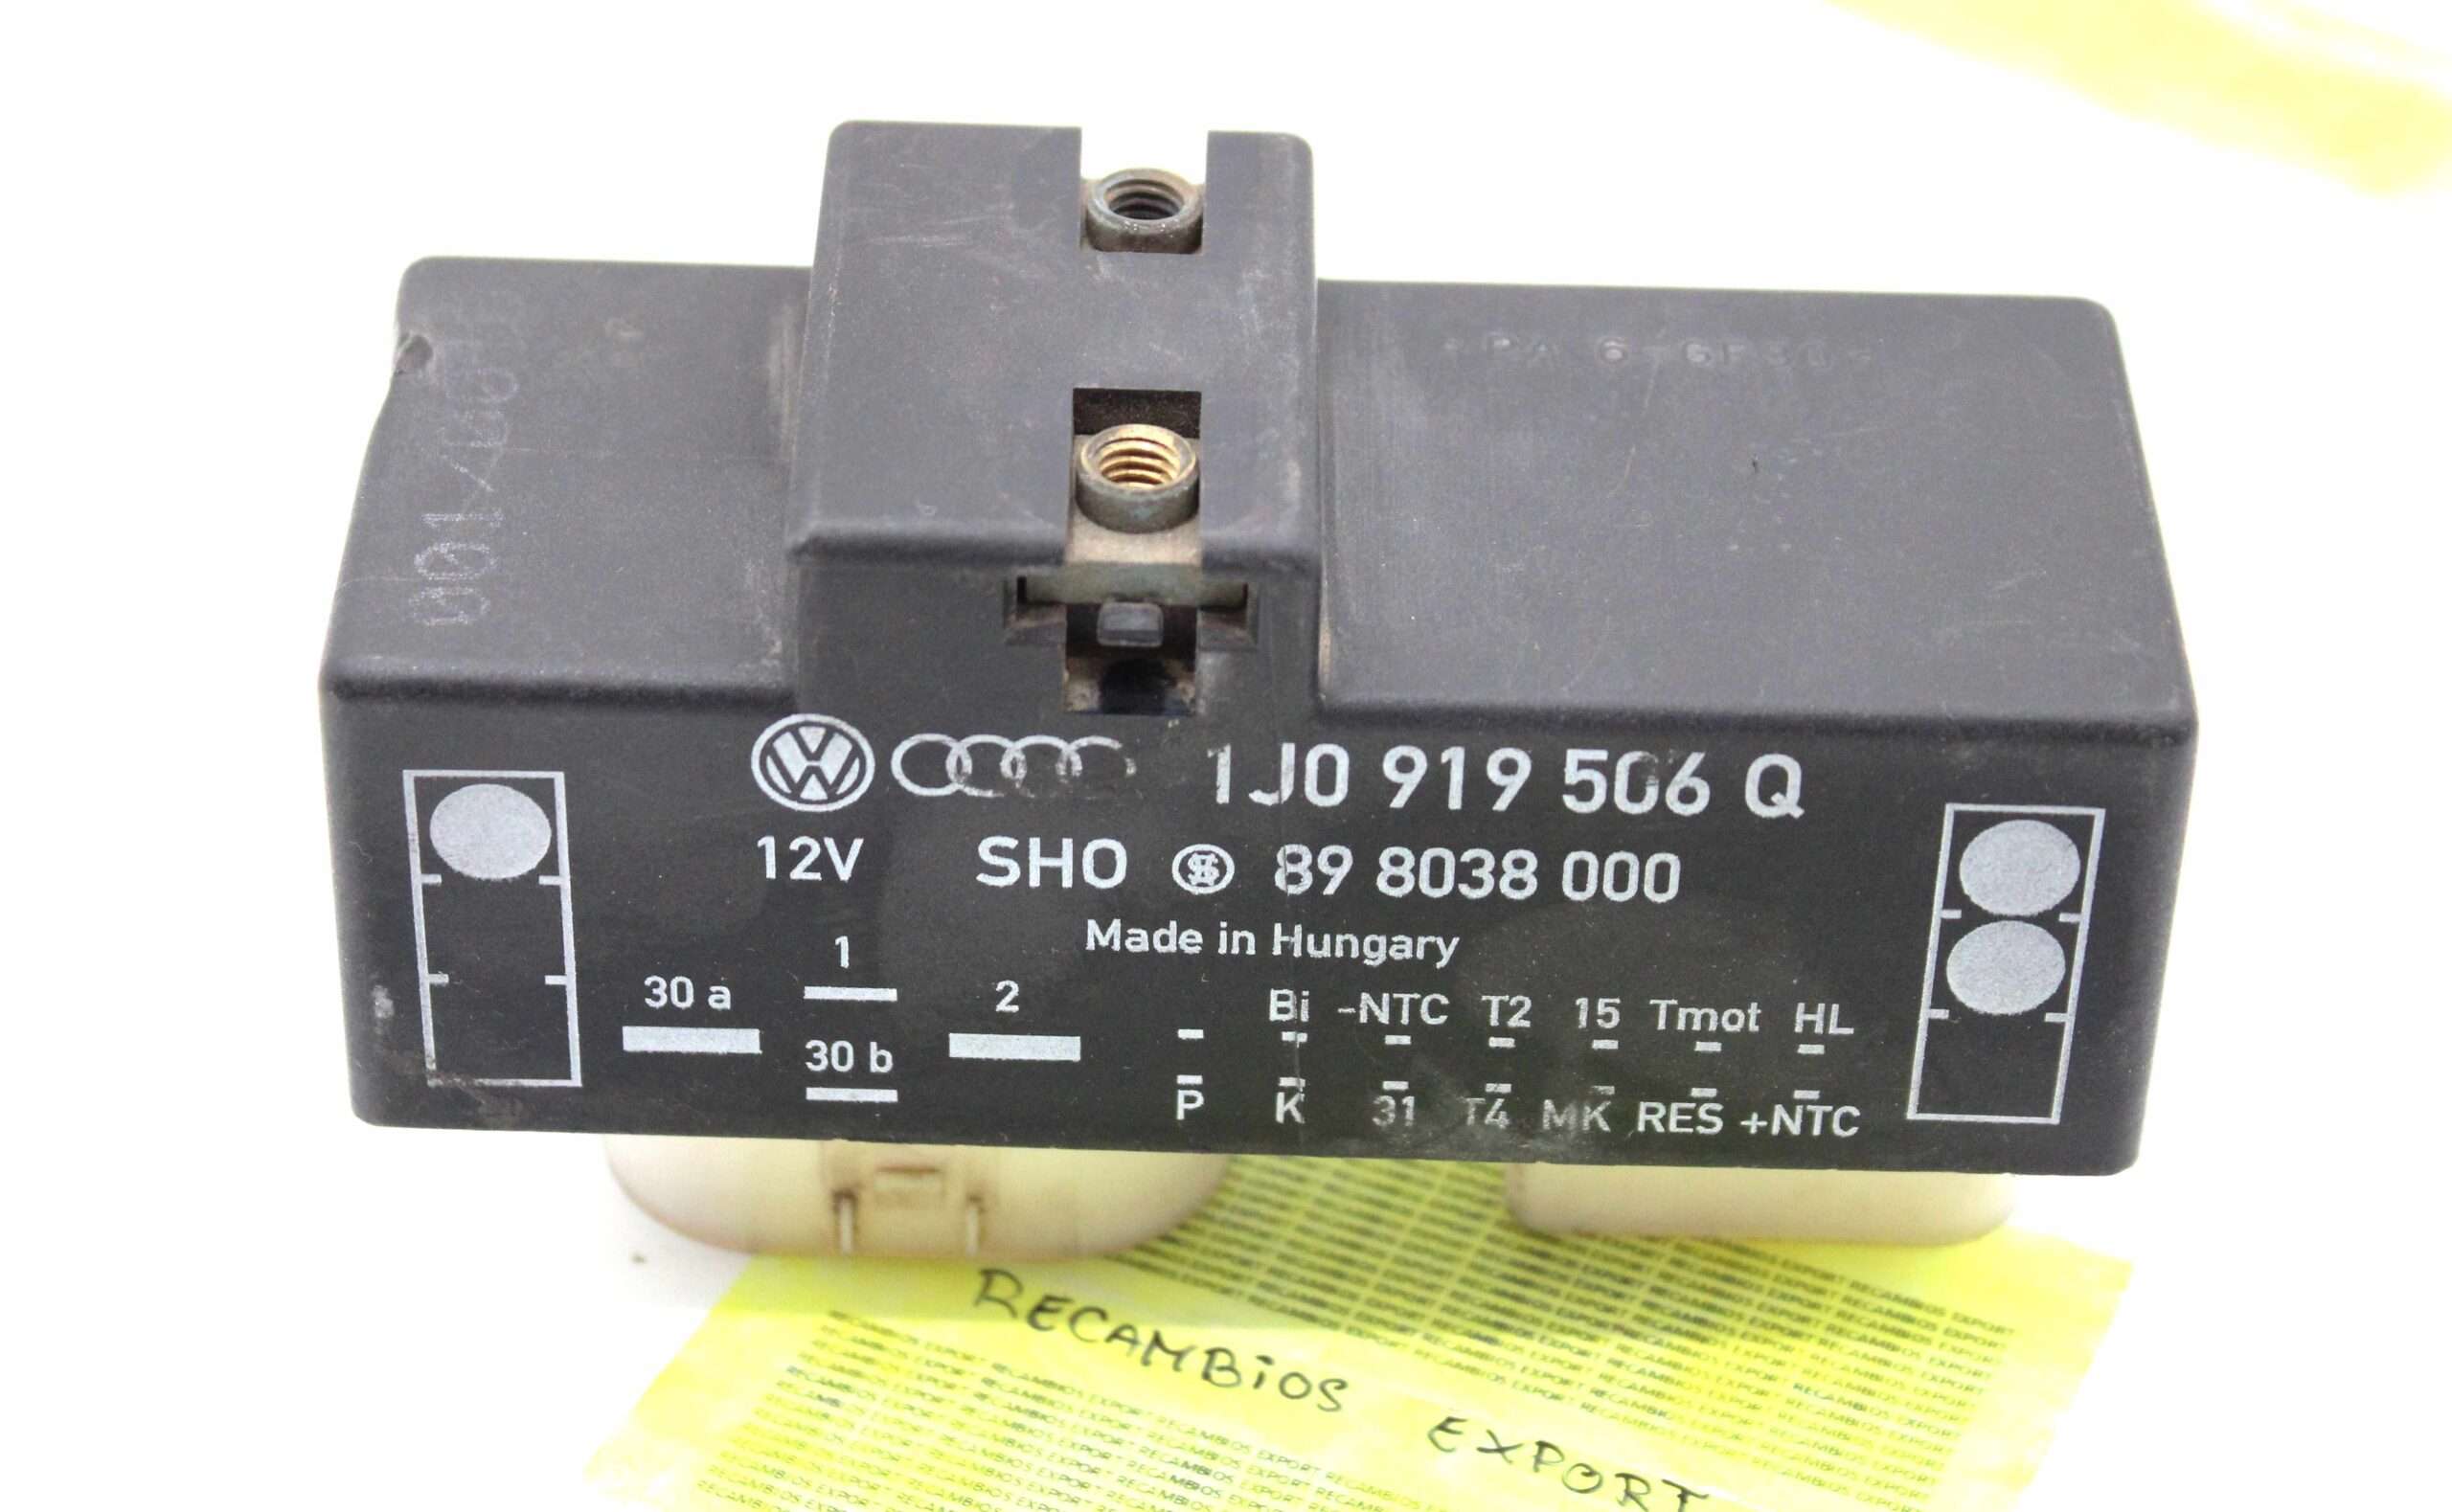 1J0 919 506 Q
12V SHO 89 8038 000
Made in Hungary
30 a
1
30 b
2
Bi -NTC T2 15 Tmot HL
P K 31 T4 MK RES +NTC
RECAMBiOS EXPORT